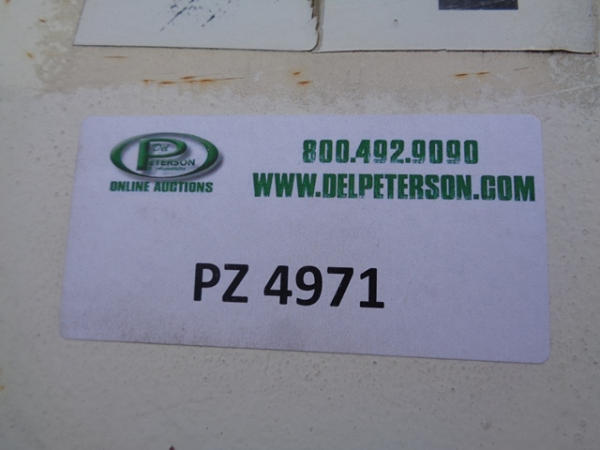 Del
PETERSON
ONLINE AUCTIONS
800.492.9090
WWW.DELPETERSON.COM
PZ 4971